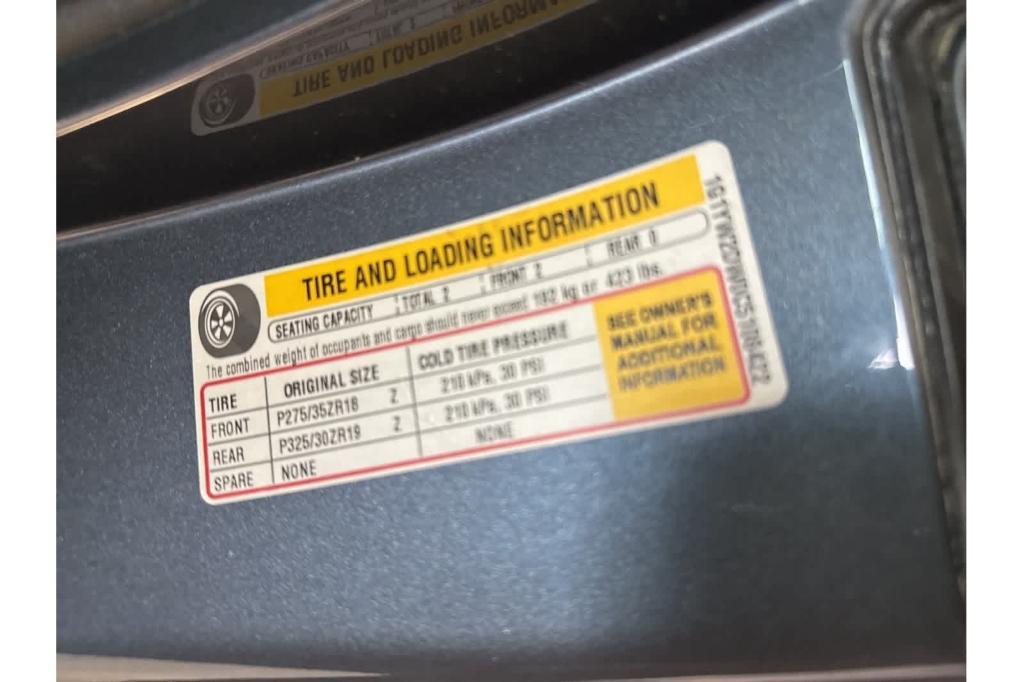 TIRE AND LOADING INFORMATION
SEATING CAPACITY TOTAL 2 FRONT 2 REAR 0
The combined weight of occupants and cargo should never exceed 192 kg or 423 lbs.
TIRE ORIGINAL SIZE COLD TIRE PRESSURE
FRONT P275/35ZR18 Z 210 kPa, 30 PSI
REAR P325/30ZR19 Z 210 kPa, 30 PSI
SPARE NONE NONE
SEE OWNER'S
MANUAL FOR
ADDITIONAL
INFORMATION
TIRE AND LOADING INFORM